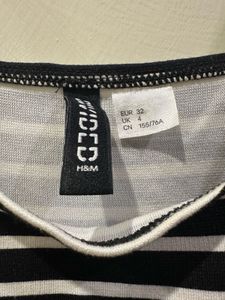 DIVIDED
H&M
EUR 32
UK 4
CN 155/76A